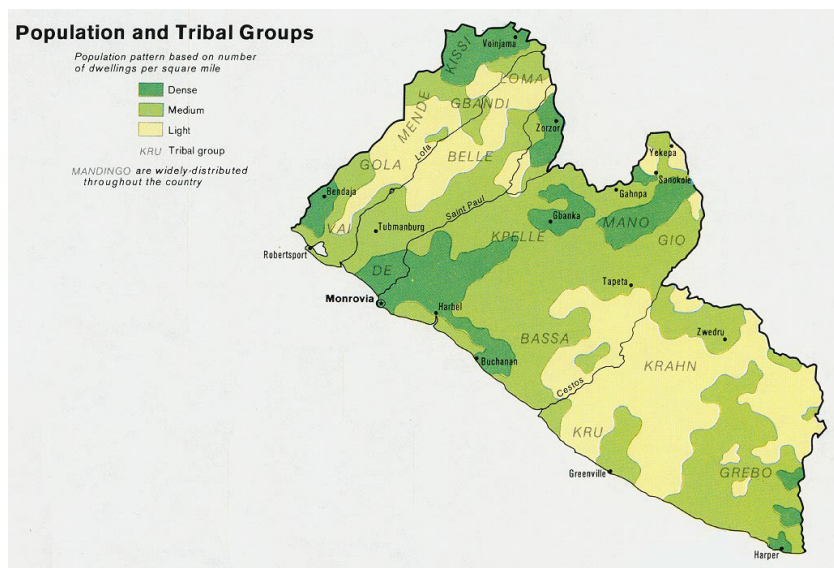 Population and Tribal Groups
Population pattern based on number
of dwellings per square mile
Dense
Medium
Light
KRU Tribal group
MANDINGO are widely-distributed
throughout the country
KISSI
Voinjama
LOMA
GBANDI
MENDE
Zorzor
Lofa
BELLE
GOLA
Yekepa
Sanokole
Bendaja
Gahnpa
Saint Paul
Gbanka
MANO
VAI
Tubmanburg
KPELLE
GIO
Robertsport
DE
Tapeta
Monrovia
Harbel
Zwedru
BASSA
Buchanan
KRAHN
Cestos
KRU
Greenville
GREBO
Harper